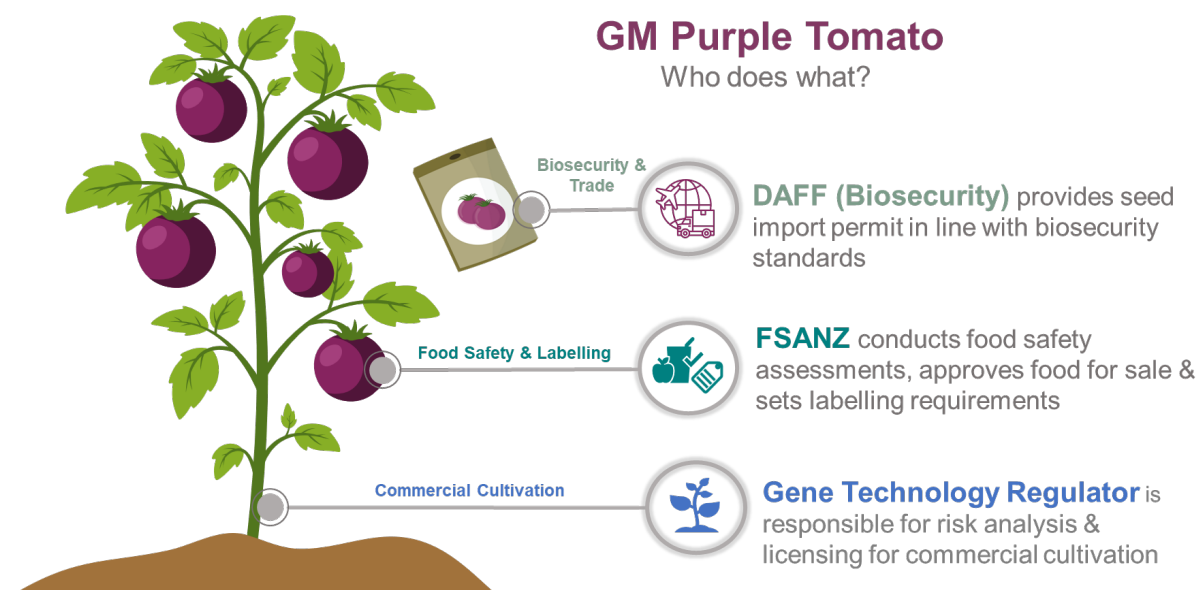 GM Purple Tomato
Who does what?
Biosecurity &
Trade
DAFF (Biosecurity) provides seed
import permit in line with biosecurity
standards
Food Safety & Labelling
FSANZ conducts food safety
assessments, approves food for sale &
sets labelling requirements
Commercial Cultivation
Gene Technology Regulator is
responsible for risk analysis &
licensing for commercial cultivation